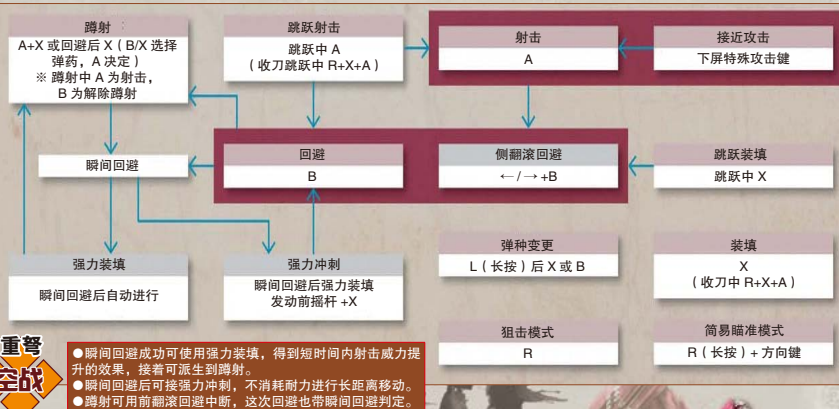 蹲射
A+X 或回避后 X（B/X 选择
弹药，A 决定）
※ 蹲射中 A 为射击，
B 为解除蹲射
跳跃射击
跳跃中 A
（收刀跳跃中 R+X+A）
射击
A
接近攻击
下屏特殊攻击键
瞬间回避
回避
B
侧翻滚回避
←/→+B
跳跃装填
跳跃中 X
强力装填
瞬间回避后自动进行
强力冲刺
瞬间回避后强力装填
发动前摇杆 +X
弹种变更
L（长按）后 X 或 B
装填
X
（收刀中 R+X+A）
狙击模式
R
简易瞄准模式
R（长按）+ 方向键
重弩
空战
●瞬间回避成功可使用强力装填，得到短时间内射击威力提
升的效果，接着可派生到蹲射。
●瞬间回避后可接强力冲刺，不消耗耐力进行长距离移动。
●蹲射可用前翻滚回避中断，这次回避也带瞬间回避判定。